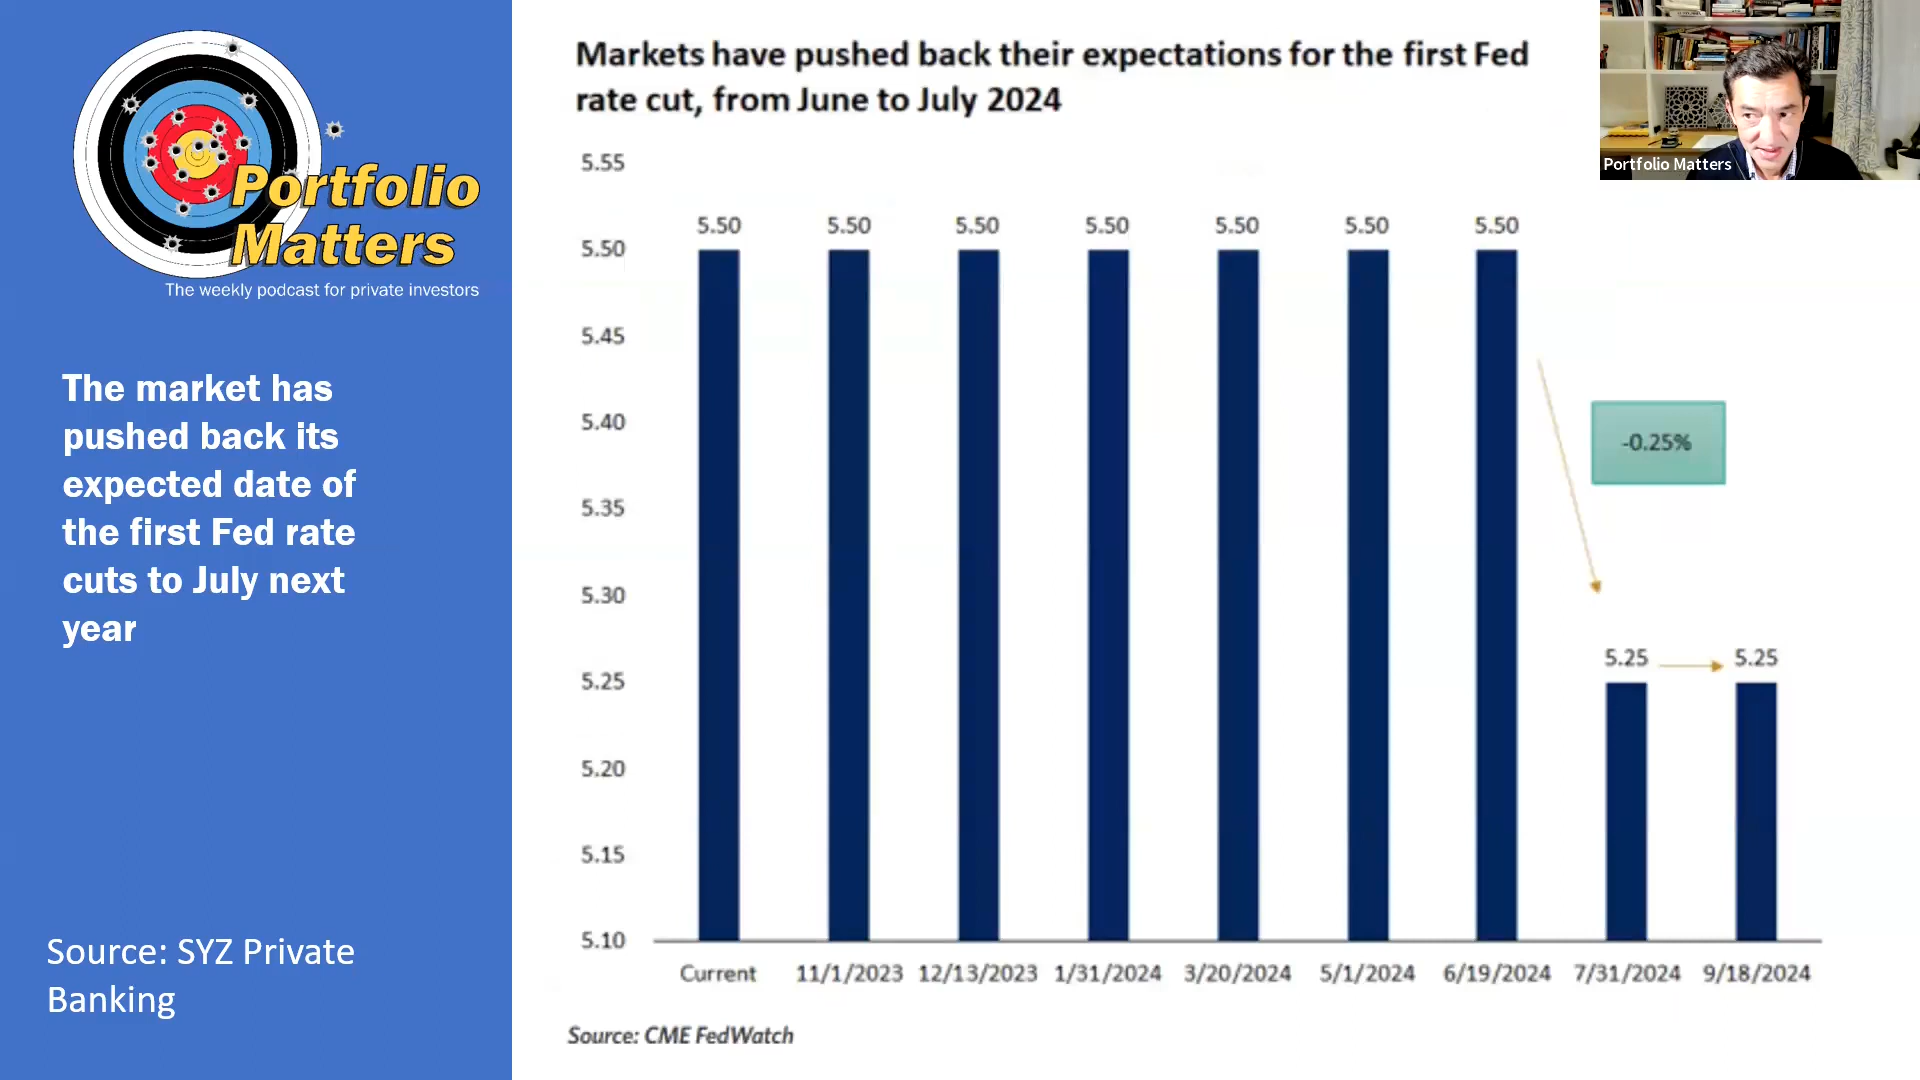 Portfolio
Matters
The weekly podcast for private investors
The market has
pushed back its
expected date of
the first Fed rate
cuts to July next
year
Source: SYZ Private
Banking
Markets have pushed back their expectations for the first Fed
rate cut, from June to July 2024
5.55
5.50
5.45
5.40
5.35
5.30
5.25
5.20
5.15
5.10
5.50 5.50 5.50 5.50 5.50 5.50 5.50
-0.25%
5.25 5.25
Current 11/1/2023 12/13/2023 1/31/2024 3/20/2024 5/1/2024 6/19/2024 7/31/2024 9/18/2024
Source: CME FedWatch
Portfolio Matters